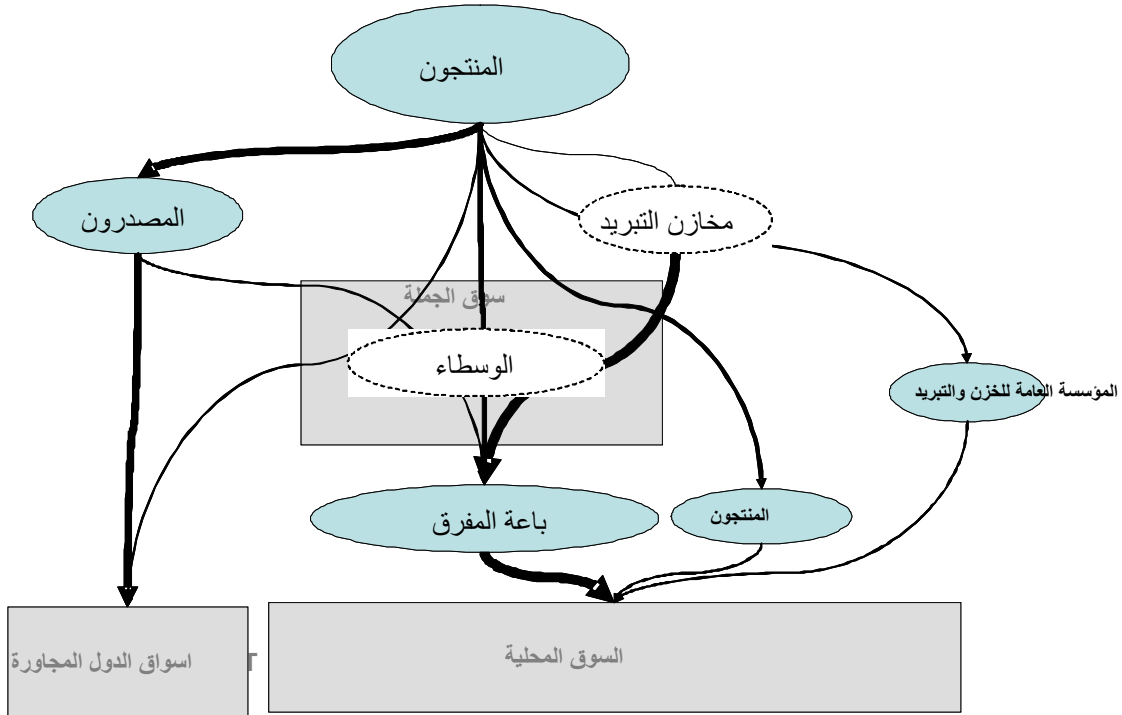 المنتجون
المصدرون
مخازن التبريد
سوق الجملة
الوسطاء
المؤسسة العامة للخزن والتبريد
باعة المفرق
المنتجون
اسواق الدول المجاورة
T
السوق المحلية